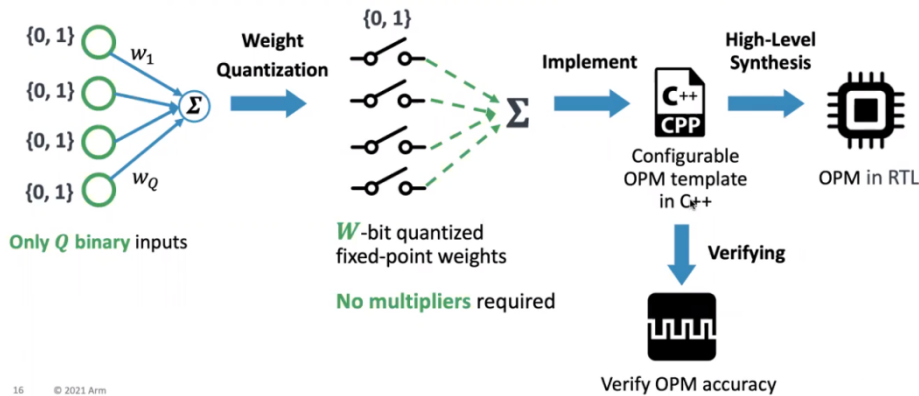 {0, 1}
{0, 1}
{0, 1}
{0, 1}
w1
wQ
Σ
Only Q binary inputs
Weight
Quantization
{0, 1}
Σ
W-bit quantized
fixed-point weights
No multipliers required
Implement
C++
CPP
Configurable
OPM template
in C++
High-Level
Synthesis
OPM in RTL
Verifying
Verify OPM accuracy
16 © 2021 Arm